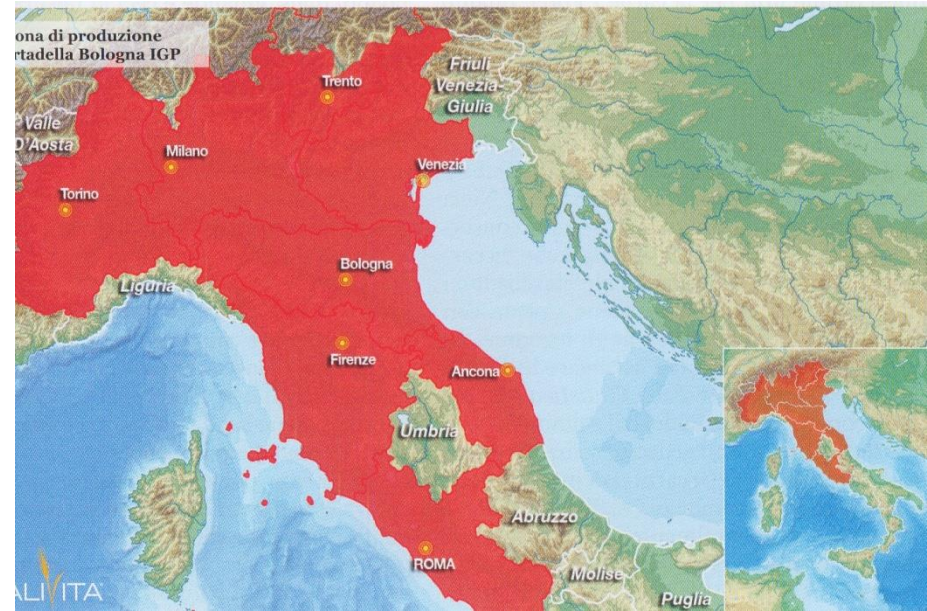 ona di produzione
rtadella Bologna IGP
Friuli
Venezia-
Giulia
Trento
Valle
D'Aosta
Milano
Venezia
Torino
Bologna
Liguria
Firenze
Ancona
Umbria
Abruzzo
ROMA
Molise
Puglia
ALIVITA